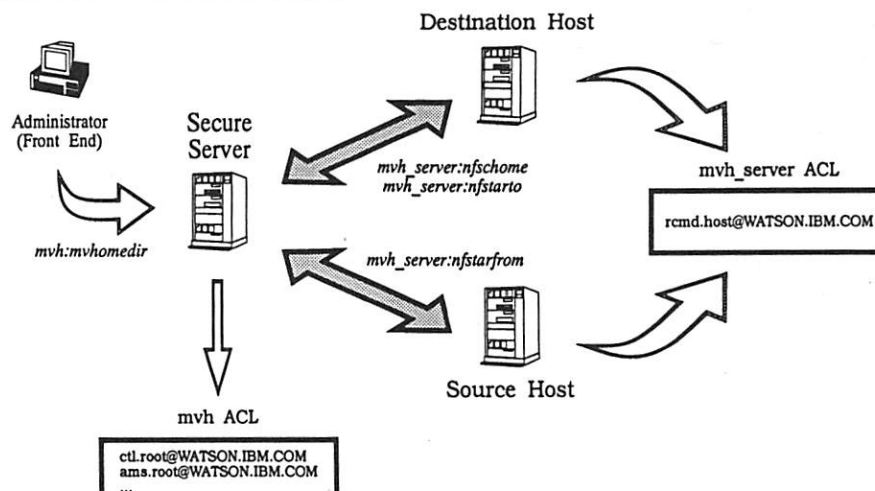 Destination Host
Administrator
(Front End)
Secure
Server
mvh:mvhomedir
mvh_server:nfschome
mvh_server:nfstarto
mvh_server ACL
rcmd.host@WATSON.IBM.COM
mvh_server:nfstarfrom
Source Host
mvh ACL
ctl.root@WATSON.IBM.COM
ams.root@WATSON.IBM.COM
...